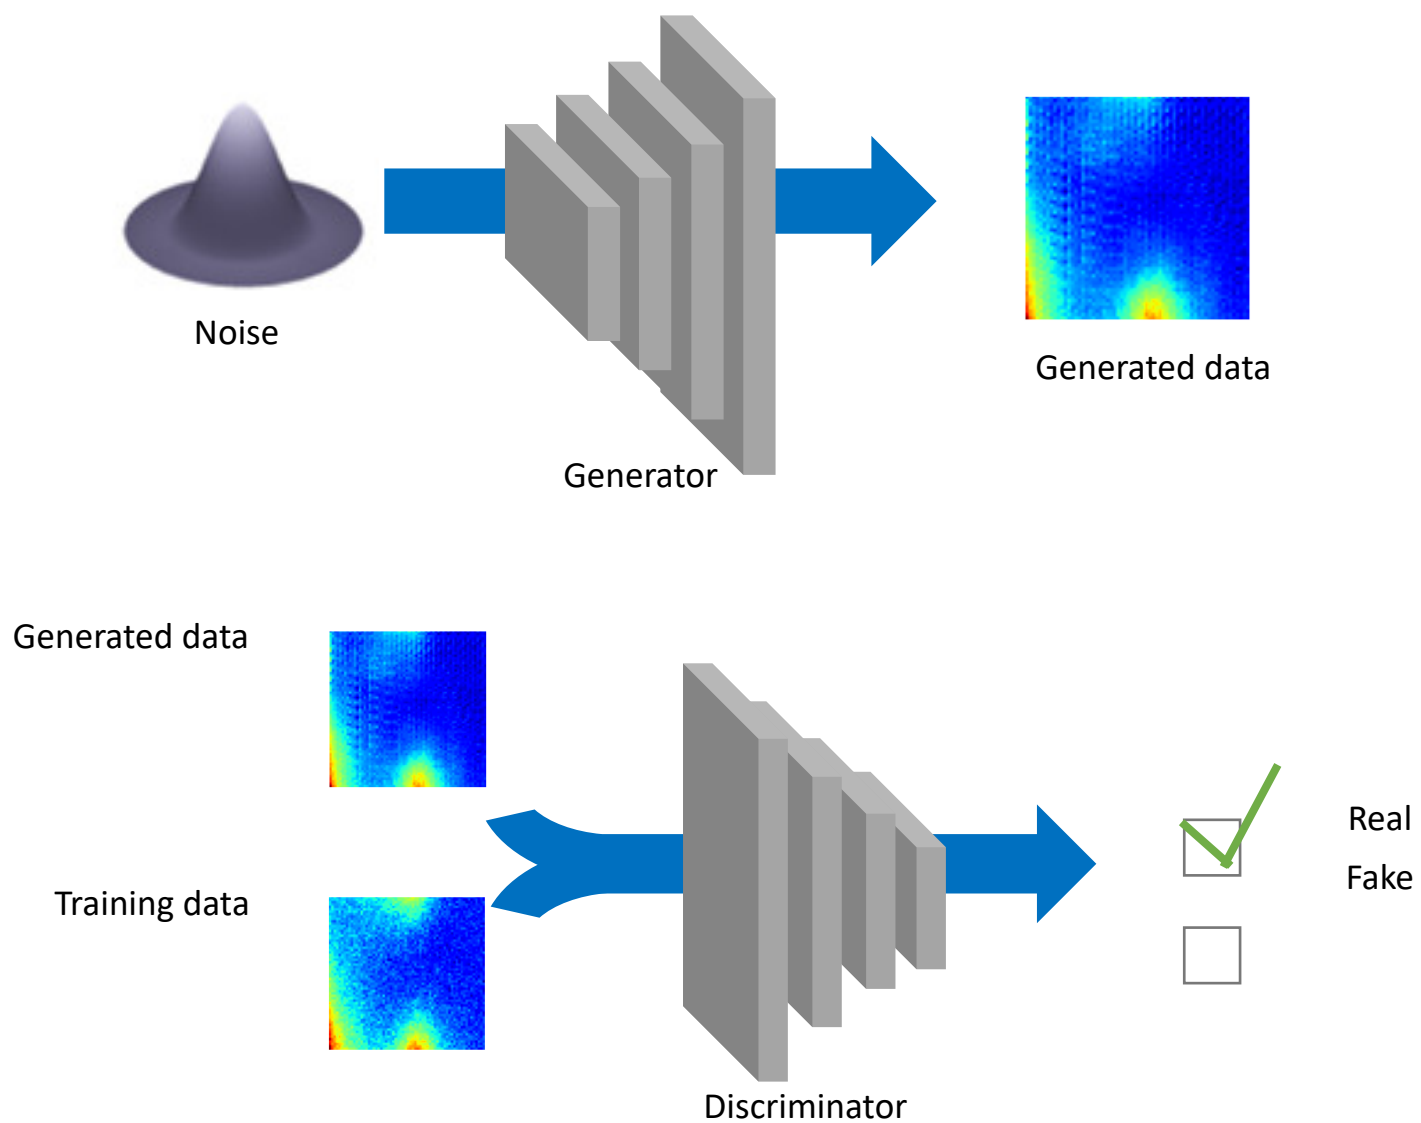 Noise
Generated data
Generator
Generated data
Training data
Real
Fake
Discriminator